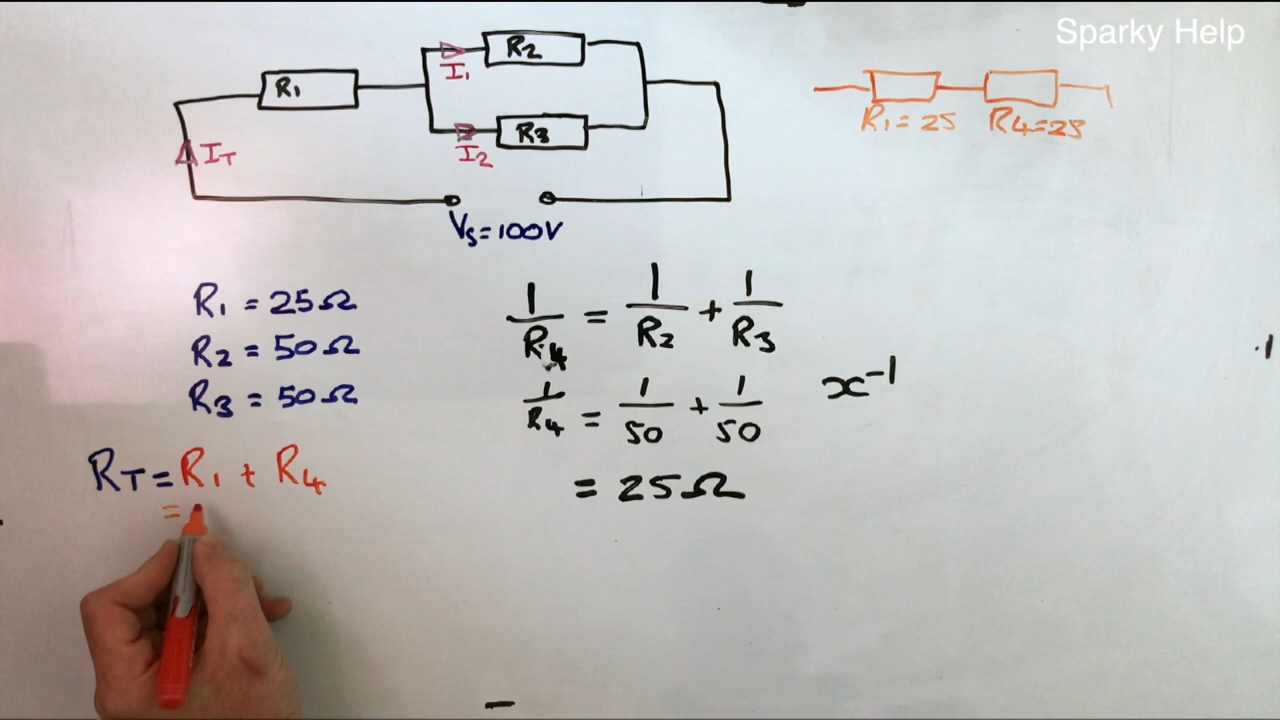 Sparky Help
R1
R2
R3
I1
I2
IT
VS=100V
R1=25 R4=25
R1 = 25Ω
R2 = 50Ω
R3 = 50Ω
RT = R1 + R4
=
1/R4 = 1/R2 + 1/R3
1/R4 = 1/50 + 1/50
x⁻¹
= 25Ω